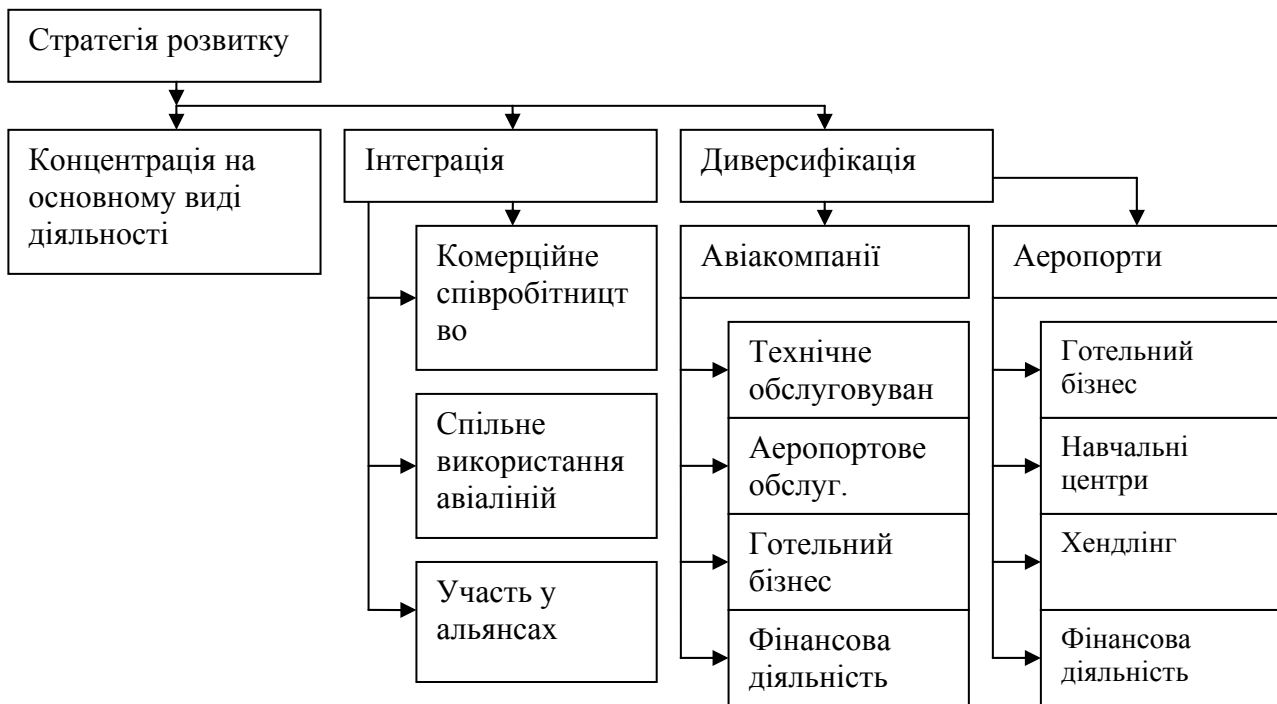 Стратегія розвитку
Концентрація на
основному виді
діяльності
Інтеграція
Комерційне
співробітницт
во
Спільне
використання
авіаліній
Участь у
альянсах
Диверсифікація
Авіакомпанії
Технічне
обслуговуван
Аеропортове
обслуг.
Готельний
бізнес
Фінансова
діяльність
Аеропорти
Готельний
бізнес
Навчальні
центри
Хендлінг
Фінансова
діяльність